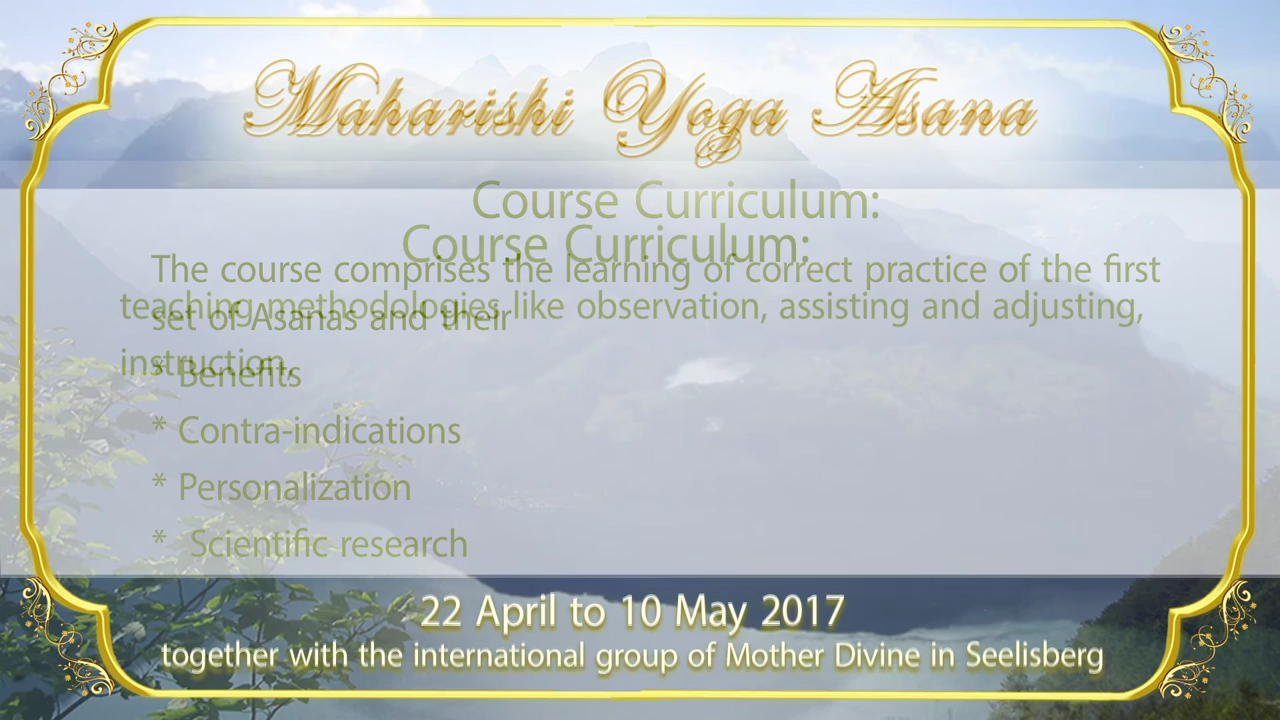 Maharishi Yoga Asana
Course Curriculum:
Course Curriculum:
The course comprises the learning of correct practice of the first
teaching methodologies like observation, assisting and adjusting,
set of Asanas and their
instruction,
* Benefits
* Contra-indications
* Personalization
* Scientific research
22 April to 10 May 2017
together with the international group of Mother Divine in Seelisberg